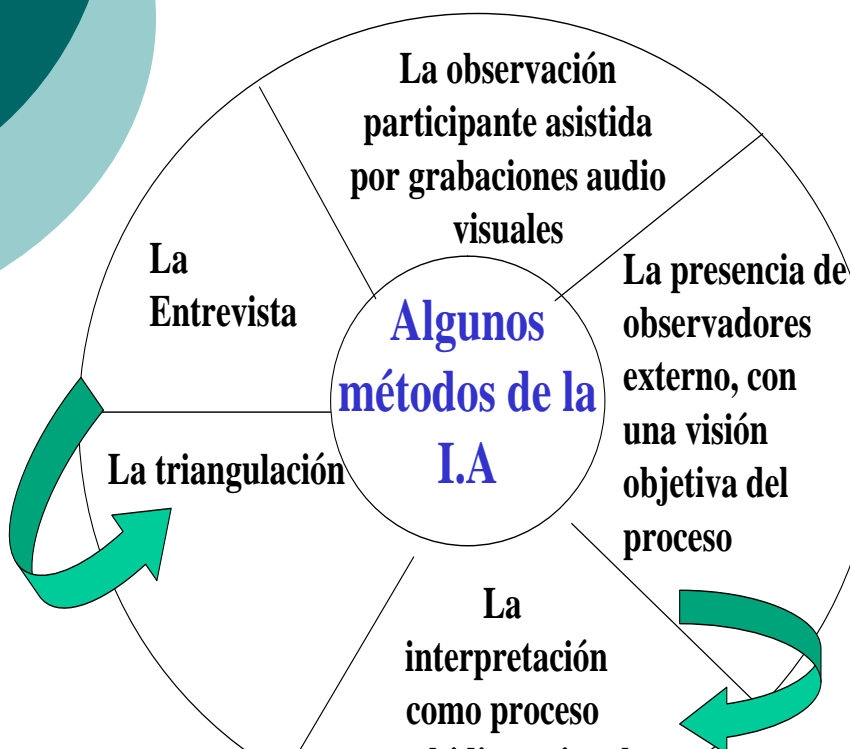 La observación
participante asistida
por grabaciones audio
visuales
La
Entrevista
La presencia de
observadores
externo, con
una visión
objetiva del
proceso
Algunos
métodos de la
I.A
La triangulación
La
interpretación
como proceso